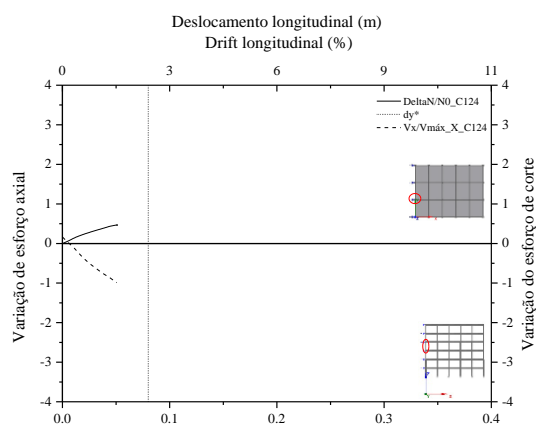 Deslocamento longitudinal (m)
Drift longitudinal (%)
0 3 6 8 11
DeltaN/N0_C124
dy*
Vx/Vmáx_X_C124
Variação de esforço axial
4
3
2
1
0
-1
-2
-3
-4
4
3
2
1
0
-1
-2
-3
-4
Variação do esforço de corte
0.0 0.1 0.2 0.3 0.4